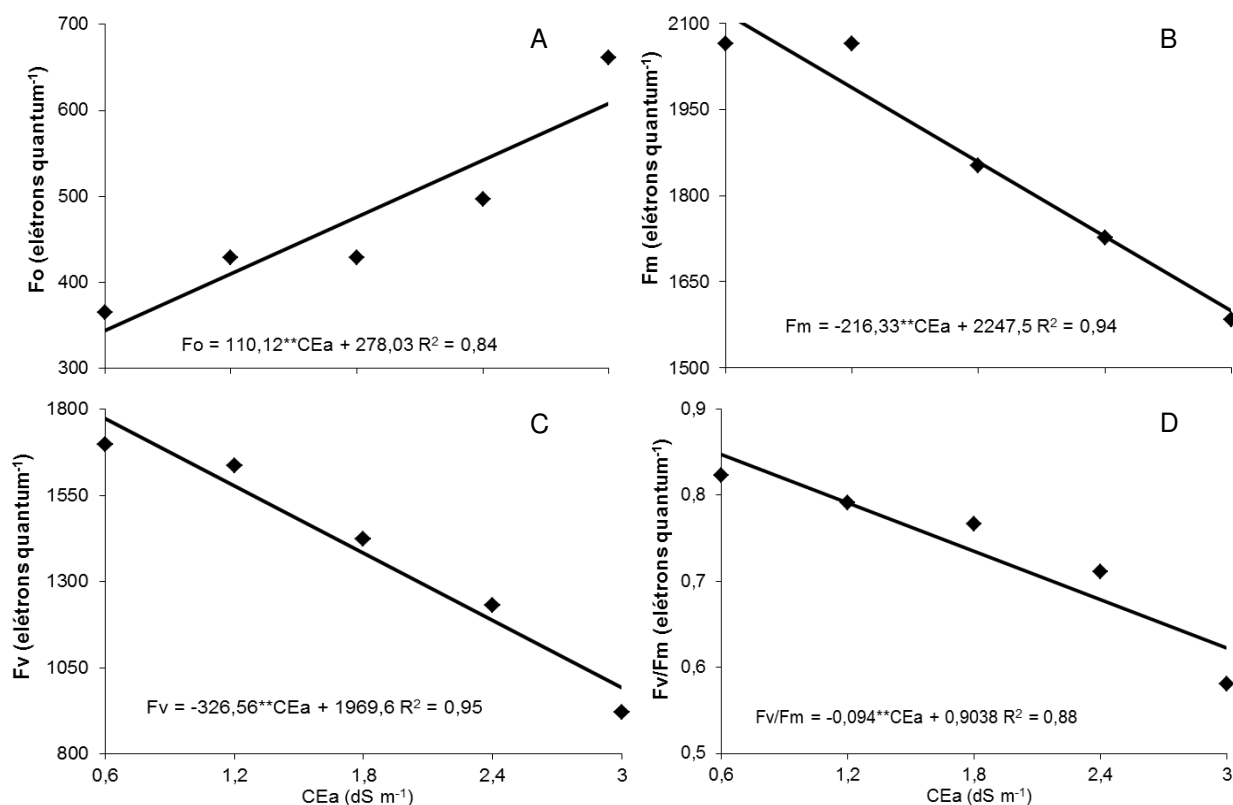 A
Fo (elétrons quantum-1)
700
600
500
400
300
Fo = 110,12**CEa + 278,03 R2 = 0,84
B
Fm (elétrons quantum-1)
2100
1950
1800
1650
1500
Fm = -216,33**CEa + 2247,5 R2 = 0,94
C
Fv (elétrons quantum-1)
1800
1550
1300
1050
800
Fv = -326,56**CEa + 1969,6 R2 = 0,95
0,6 1,2 1,8 2,4 3
CEa (dS m-1)
D
Fv/Fm (elétrons quantum-1)
0,9
0,8
0,7
0,6
0,5
Fv/Fm = -0,094**CEa + 0,9038 R2 = 0,88
0,6 1,2 1,8 2,4 3
CEa (dS m-1)